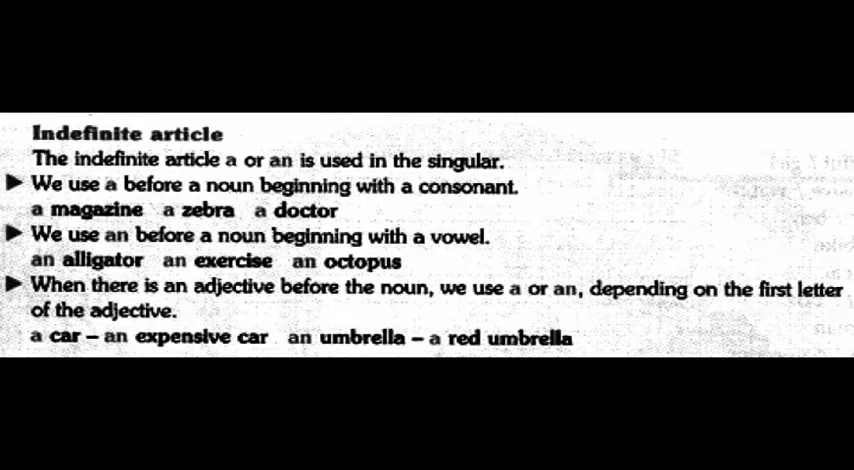 Indefinite article
The indefinite article a or an is used in the singular.
▶ We use a before a noun beginning with a consonant.
a magazine a zebra a doctor
▶ We use an before a noun beginning with a vowel.
an alligator an exercise an octopus
▶ When there is an adjective before the noun, we use a or an, depending on the first letter
of the adjective.
a car – an expensive car an umbrella – a red umbrella